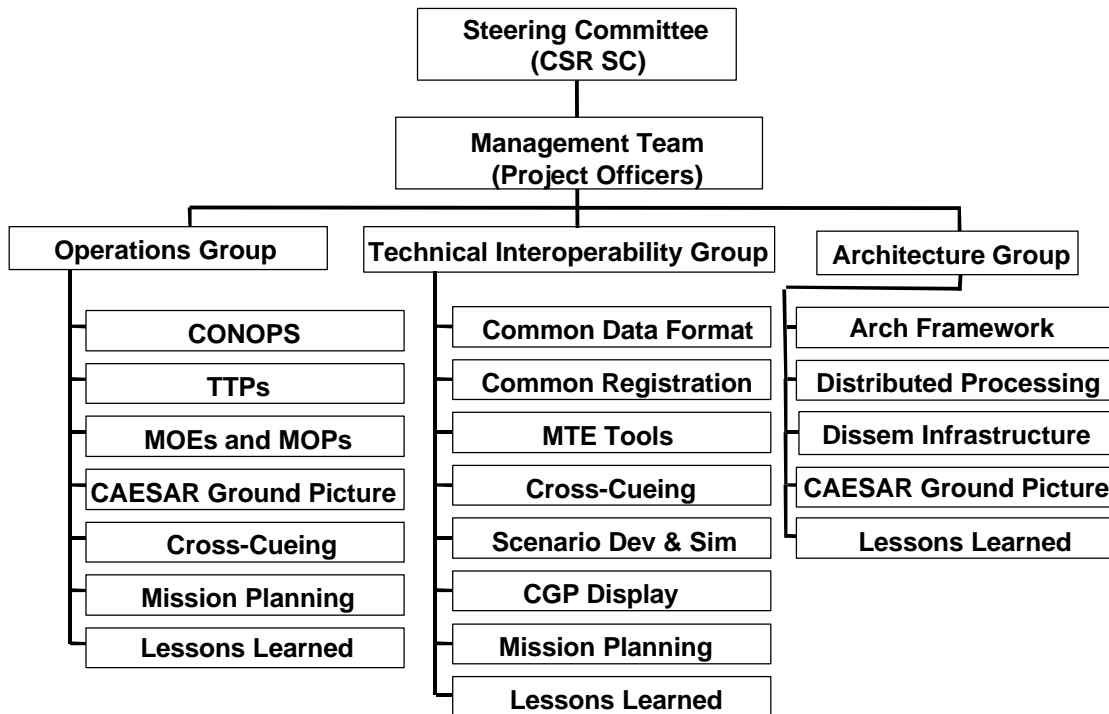 Steering Committee
(CSR SC)
Management Team
(Project Officers)
Operations Group
Technical Interoperability Group
Architecture Group
CONOPS
TTPs
MOEs and MOPs
CAESAR Ground Picture
Cross-Cueing
Mission Planning
Lessons Learned
Common Data Format
Common Registration
MTE Tools
Cross-Cueing
Scenario Dev & Sim
CGP Display
Mission Planning
Lessons Learned
Arch Framework
Distributed Processing
Dissem Infrastructure
CAESAR Ground Picture
Lessons Learned